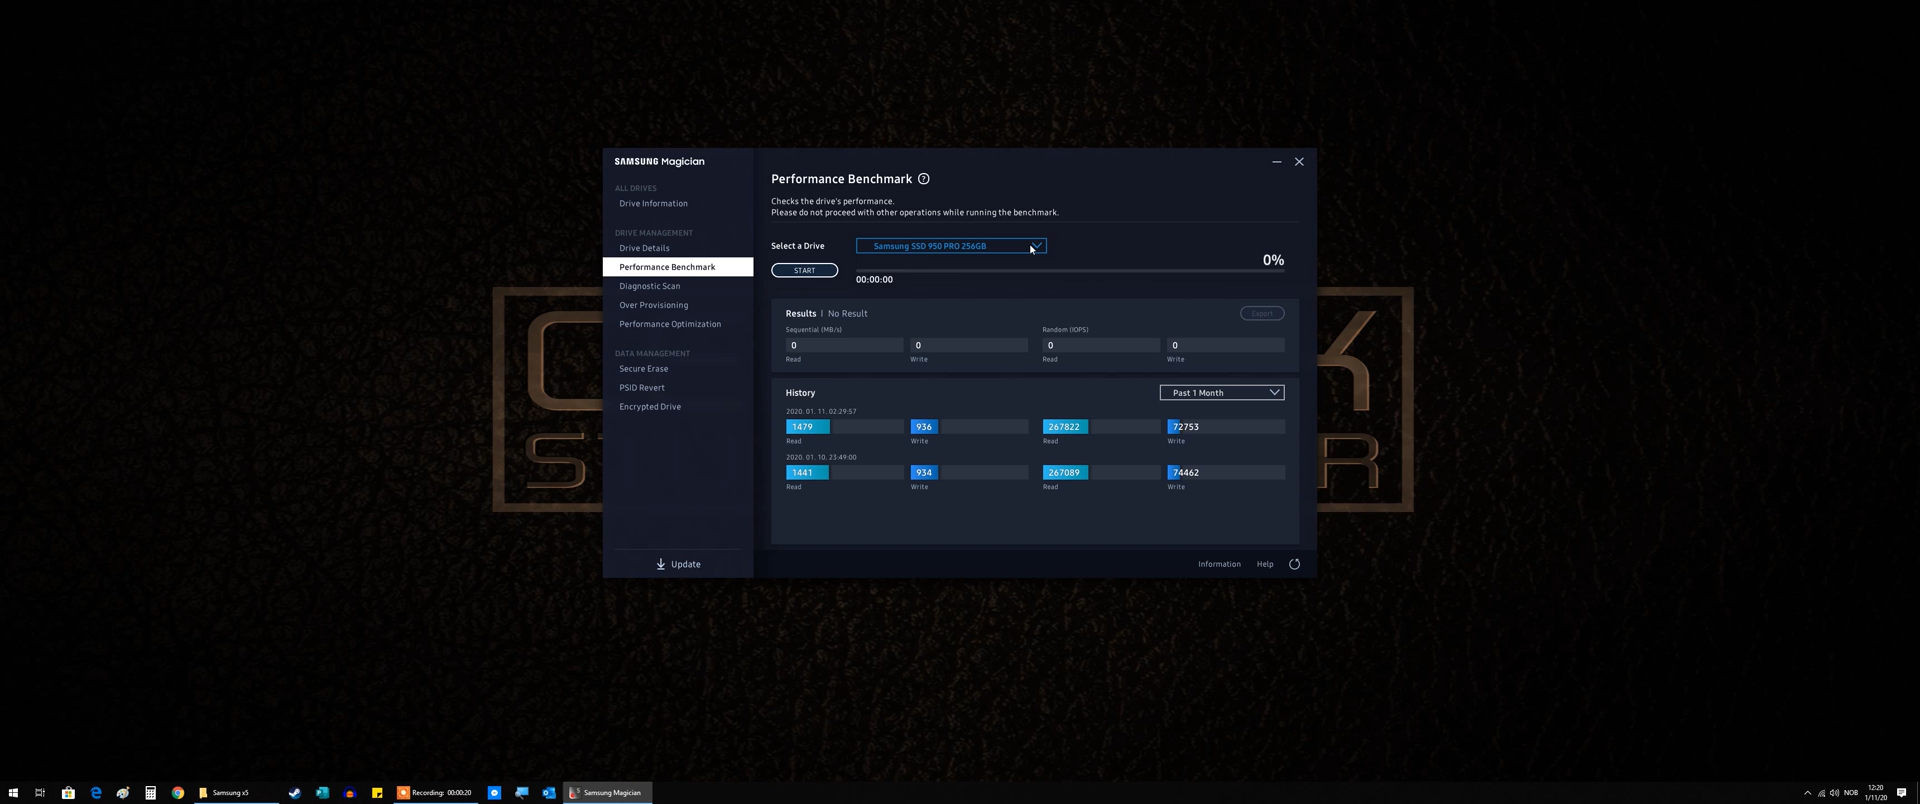 SAMSUNG Magician
ALL DRIVES
Drive Information
DRIVE MANAGEMENT
Drive Details
Performance Benchmark
Diagnostic Scan
Over Provisioning
Performance Optimization
DATA MANAGEMENT
Secure Erase
PSID Revert
Encrypted Drive
Update
Performance Benchmark ?
Checks the drive's performance.
Please do not proceed with other operations while running the benchmark.
Select a Drive
Samsung SSD 950 PRO 256GB
START
0%
00:00:00
Results | No Result
Export
Sequential (MB/s)
Random (IOPS)
0 0 0 0
Read Write Read Write
History
Past 1 Month
2020. 01. 11. 02:29:57
1479 936 267822 72753
Read Write Read Write
2020. 01. 10. 23:49:00
1441 934 267089 74462
Read Write Read Write
Information Help
Samsung x5
Recording: 00:00:20
Samsung Magician
NOB
12:20
1/11/20